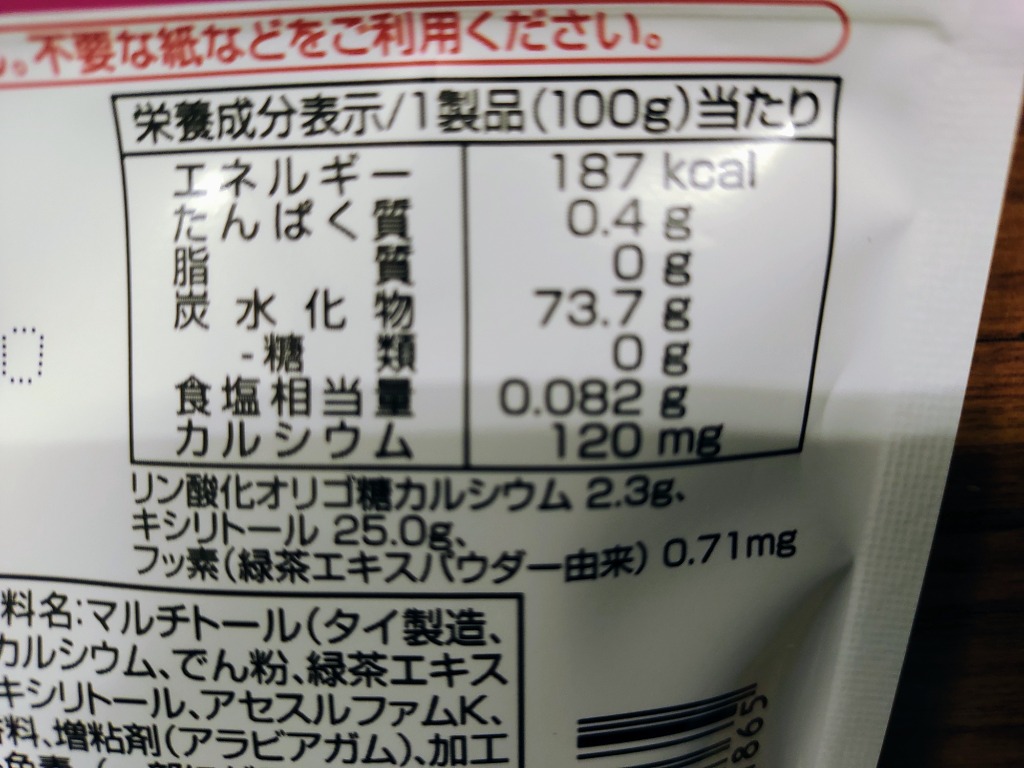 。不要な紙などをご利用ください。
栄養成分表示/1製品(100g)当たり
エネルギー 187 kcal
たんぱく質 0.4 g
脂質 0 g
炭水化物 73.7 g
-糖類 0 g
食塩相当量 0.082 g
カルシウム 120 mg
リン酸化オリゴ糖カルシウム 2.3g、
キシリトール 25.0g、
フッ素(緑茶エキスパウダー由来) 0.71mg
料名:マルチトール(タイ製造、
カルシウム、でん粉、緑茶エキス
キシリトール、アセスルファムK、
料、増粘剤(アラビアガム)、加工
色素、(一部に
8865